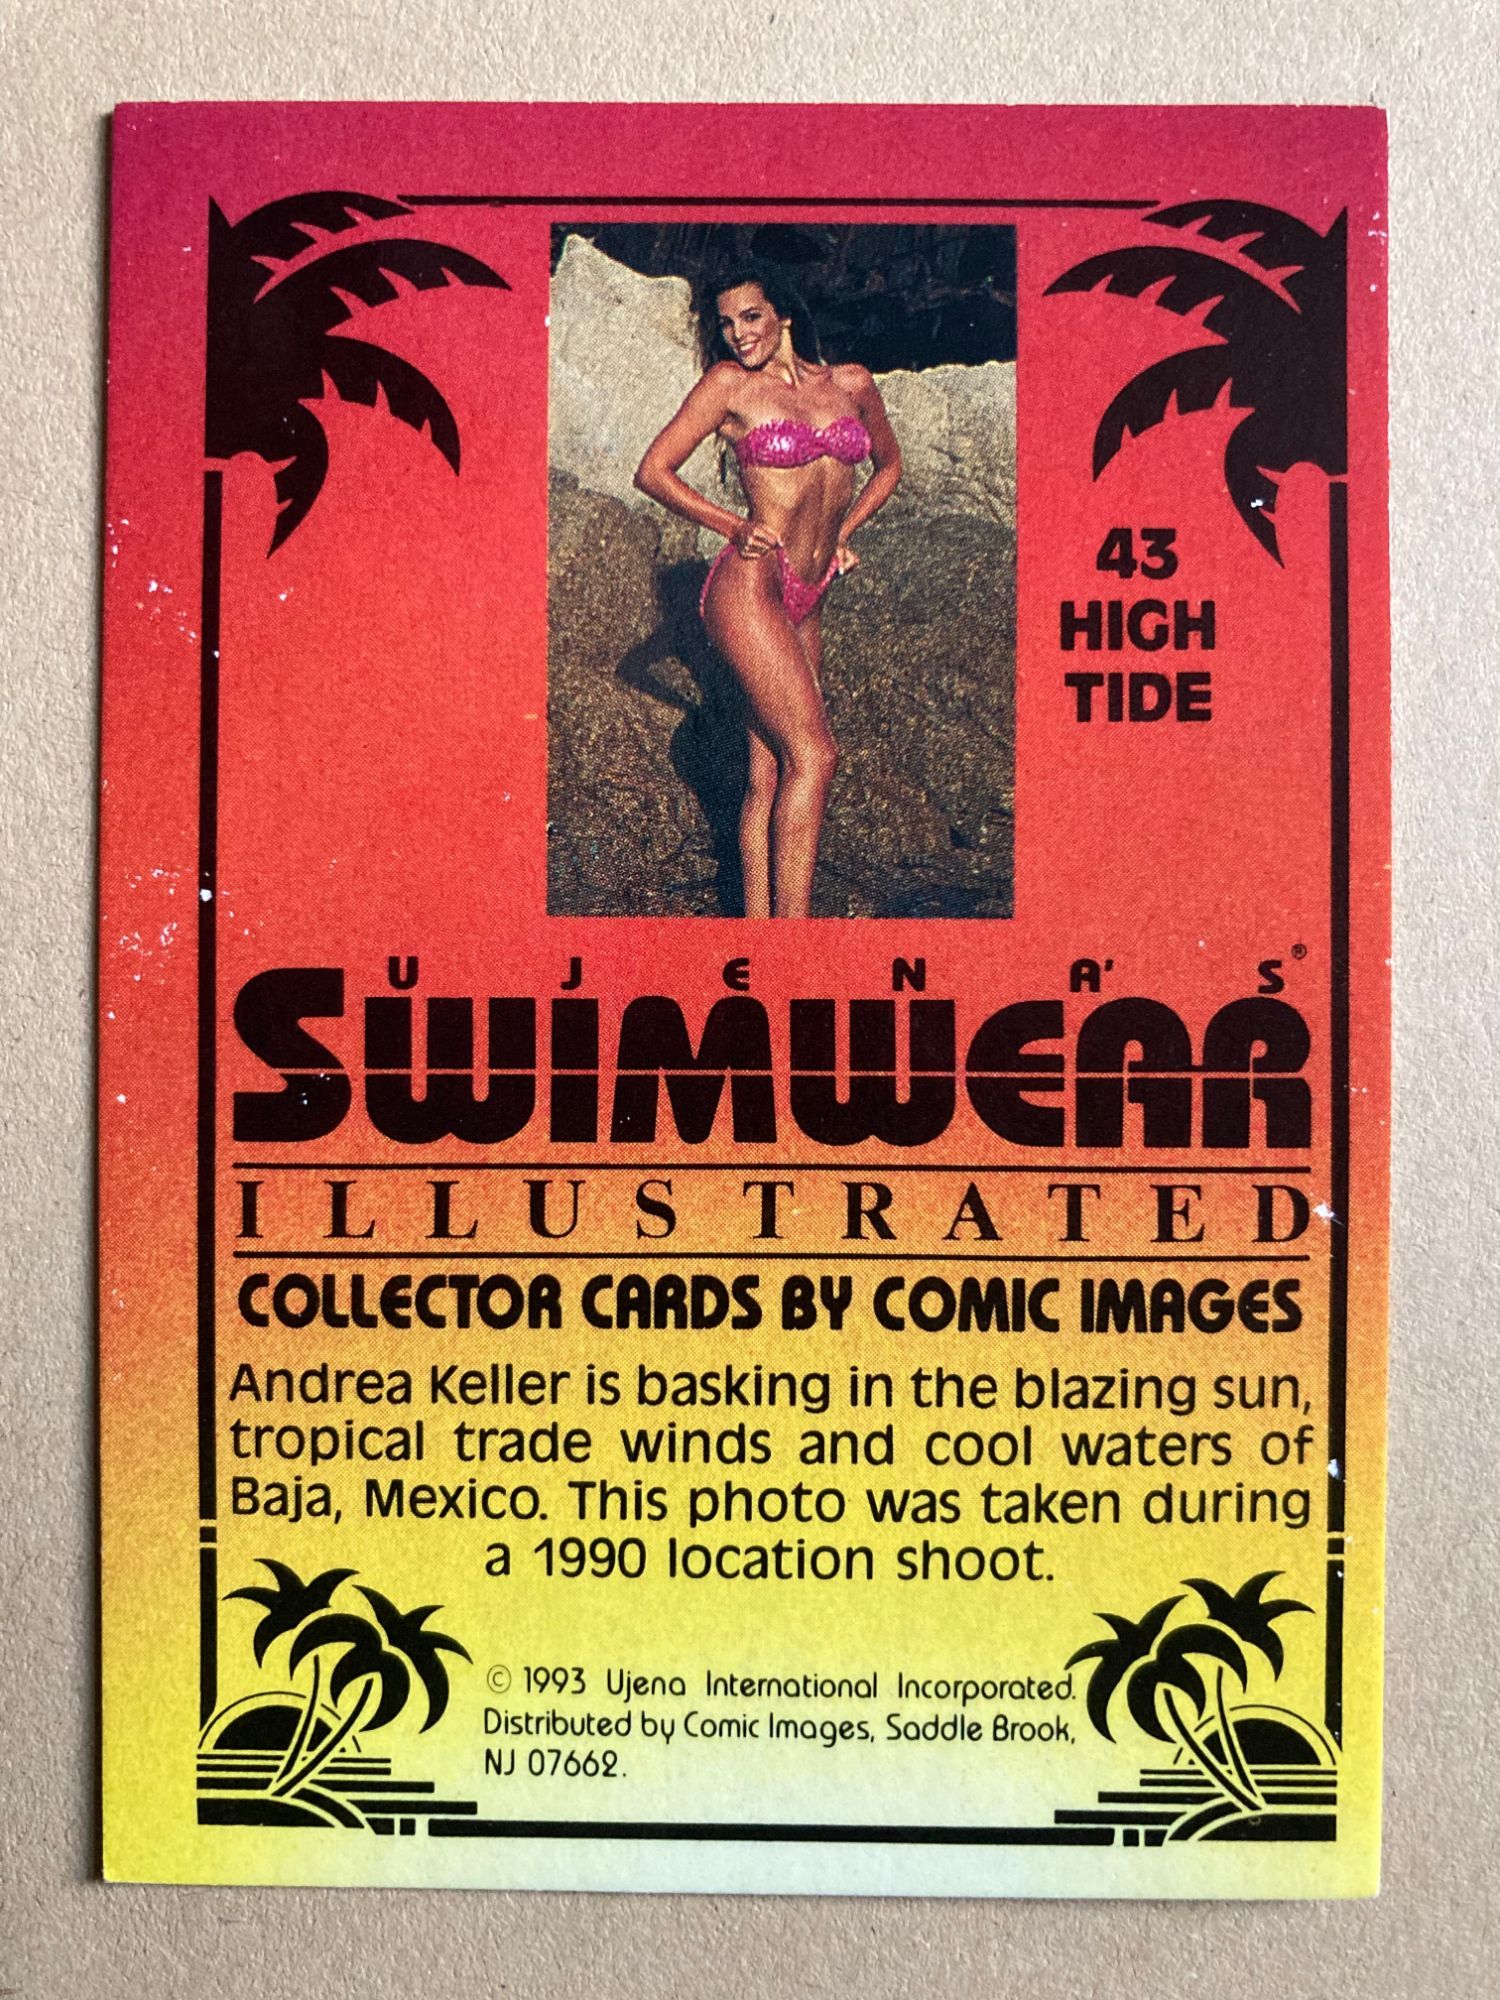 43
HIGH
TIDE
UJENA'S®
SWIMWEAR
ILLUSTRATED
COLLECTOR CARDS BY COMIC IMAGES
Andrea Keller is basking in the blazing sun,
tropical trade winds and cool waters of
Baja, Mexico. This photo was taken during
a 1990 location shoot.
© 1993 Ujena International Incorporated.
Distributed by Comic Images, Saddle Brook,
NJ 07662.